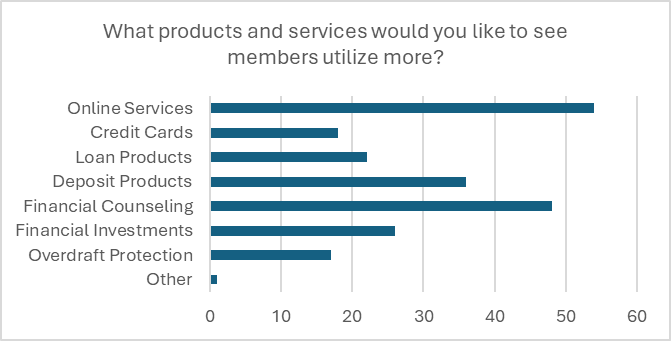 What products and services would you like to see
members utilize more?
Online Services
Credit Cards
Loan Products
Deposit Products
Financial Counseling
Financial Investments
Overdraft Protection
Other
0 10 20 30 40 50 60